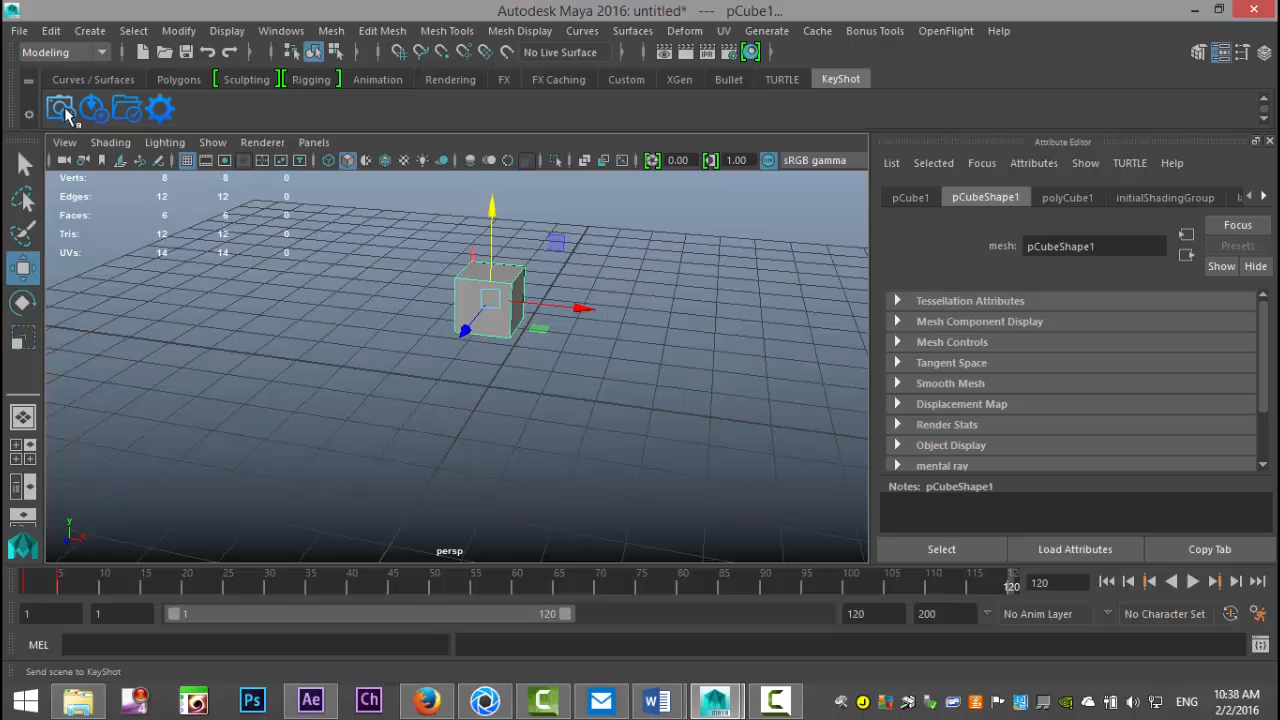 Autodesk Maya 2016: untitled* --- pCube1...
File Edit Create Select Modify Display Windows Mesh Edit Mesh Mesh Tools Mesh Display Curves Surfaces Deform UV Generate Cache Bonus Tools OpenFlight Help
Modeling No Live Surface
Curves / Surfaces Polygons Sculpting Rigging Animation Rendering FX FX Caching Custom XGen Bullet TURTLE KeyShot
View Shading Lighting Show Renderer Panels
0.00 1.00 sRGB gamma
Verts: 8 8 0
Edges: 12 12 0
Faces: 6 6 0
Tris: 12 12 0
UVs: 14 14 0
y
persp
Attribute Editor
List Selected Focus Attributes Show TURTLE Help
pCube1 pCubeShape1 polyCube1 initialShadingGroup
Focus
mesh: pCubeShape1
Presets
Show Hide
Tessellation Attributes
Mesh Component Display
Mesh Controls
Tangent Space
Smooth Mesh
Displacement Map
Render Stats
Object Display
mental ray
Notes: pCubeShape1
Select Load Attributes Copy Tab
5 10 15 20 25 30 35 40 45 50 55 60 65 70 75 80 85 90 95 100 105 110 115 12
120 120
1 1 1 120 120 200 No Anim Layer No Character Set
MEL
Send scene to KeyShot
Ps Ae Ch W MAYA
ENG
10:38 AM
2/2/2016